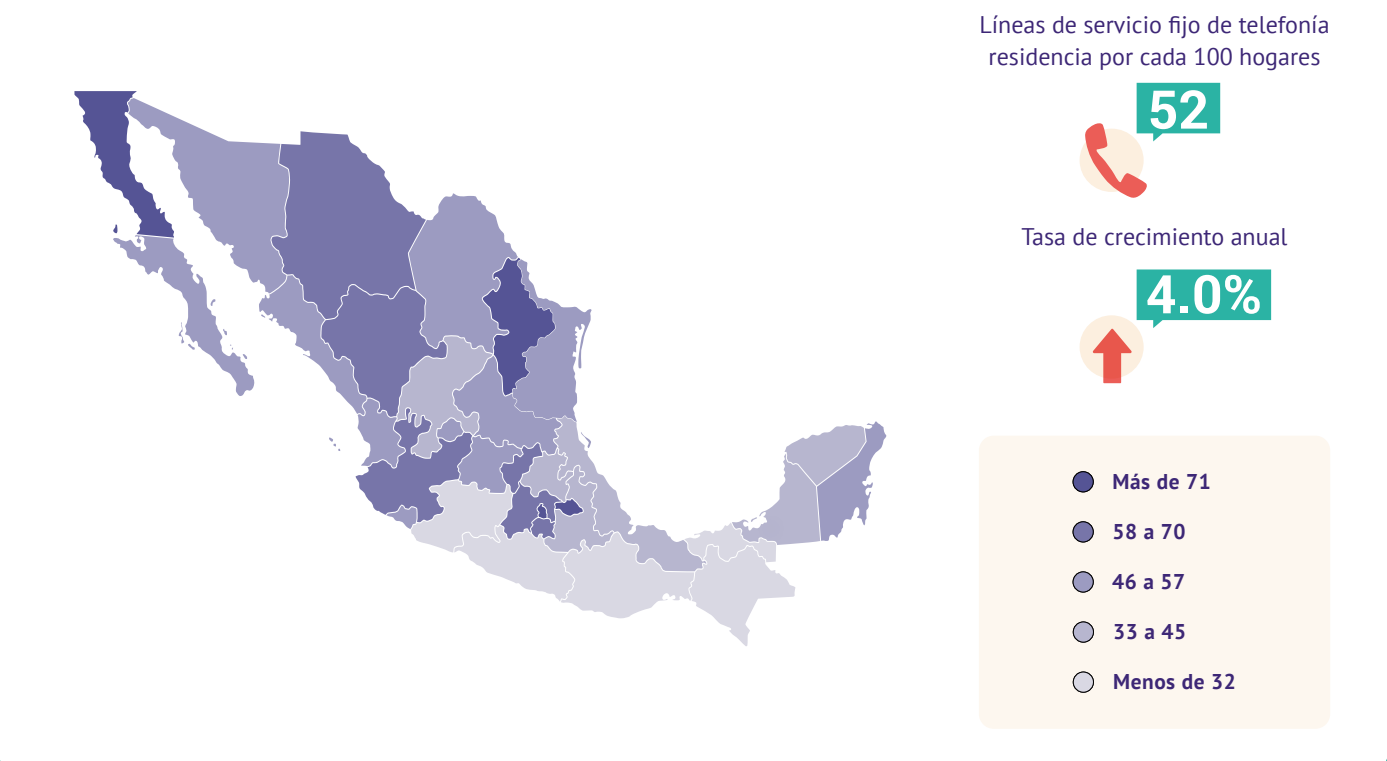 Líneas de servicio fijo de telefonía
residencia por cada 100 hogares
52
Tasa de crecimiento anual
4.0%
Más de 71
58 a 70
46 a 57
33 a 45
Menos de 32